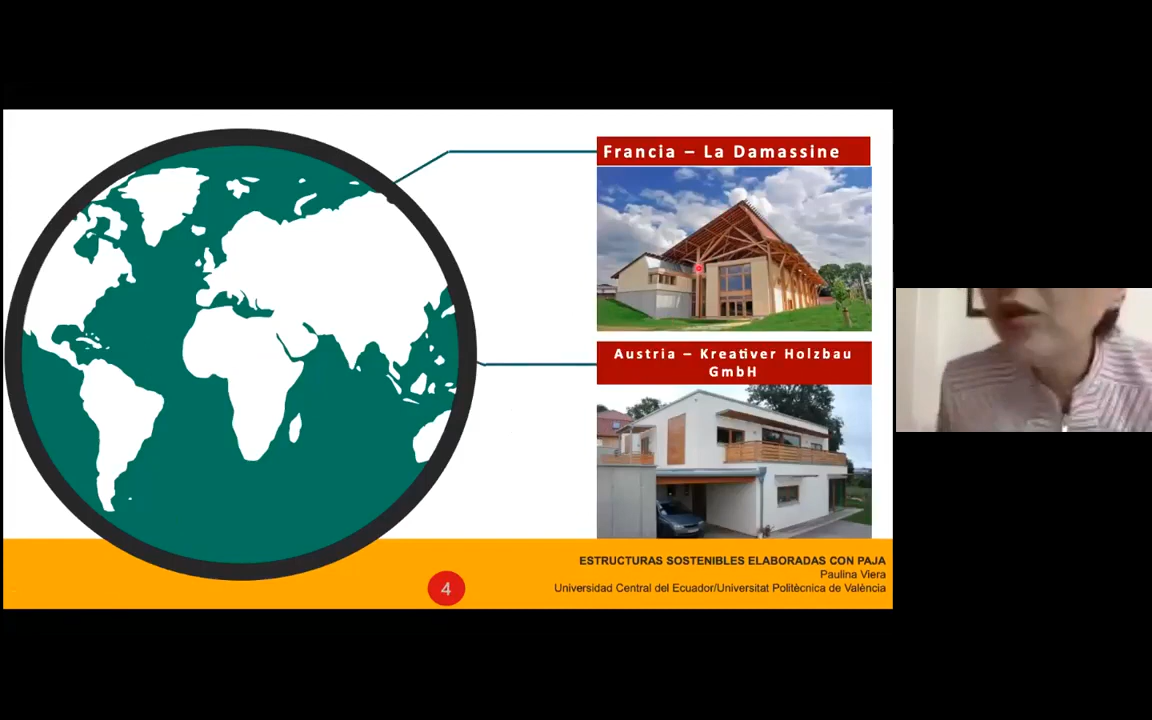 Francia – La Damassine
Austria – Kreativer Holzbau
GmbH
ESTRUCTURAS SOSTENIBLES ELABORADAS CON PAJA
Paulina Viera
4
Universidad Central del Ecuador/Universitat Politècnica de València